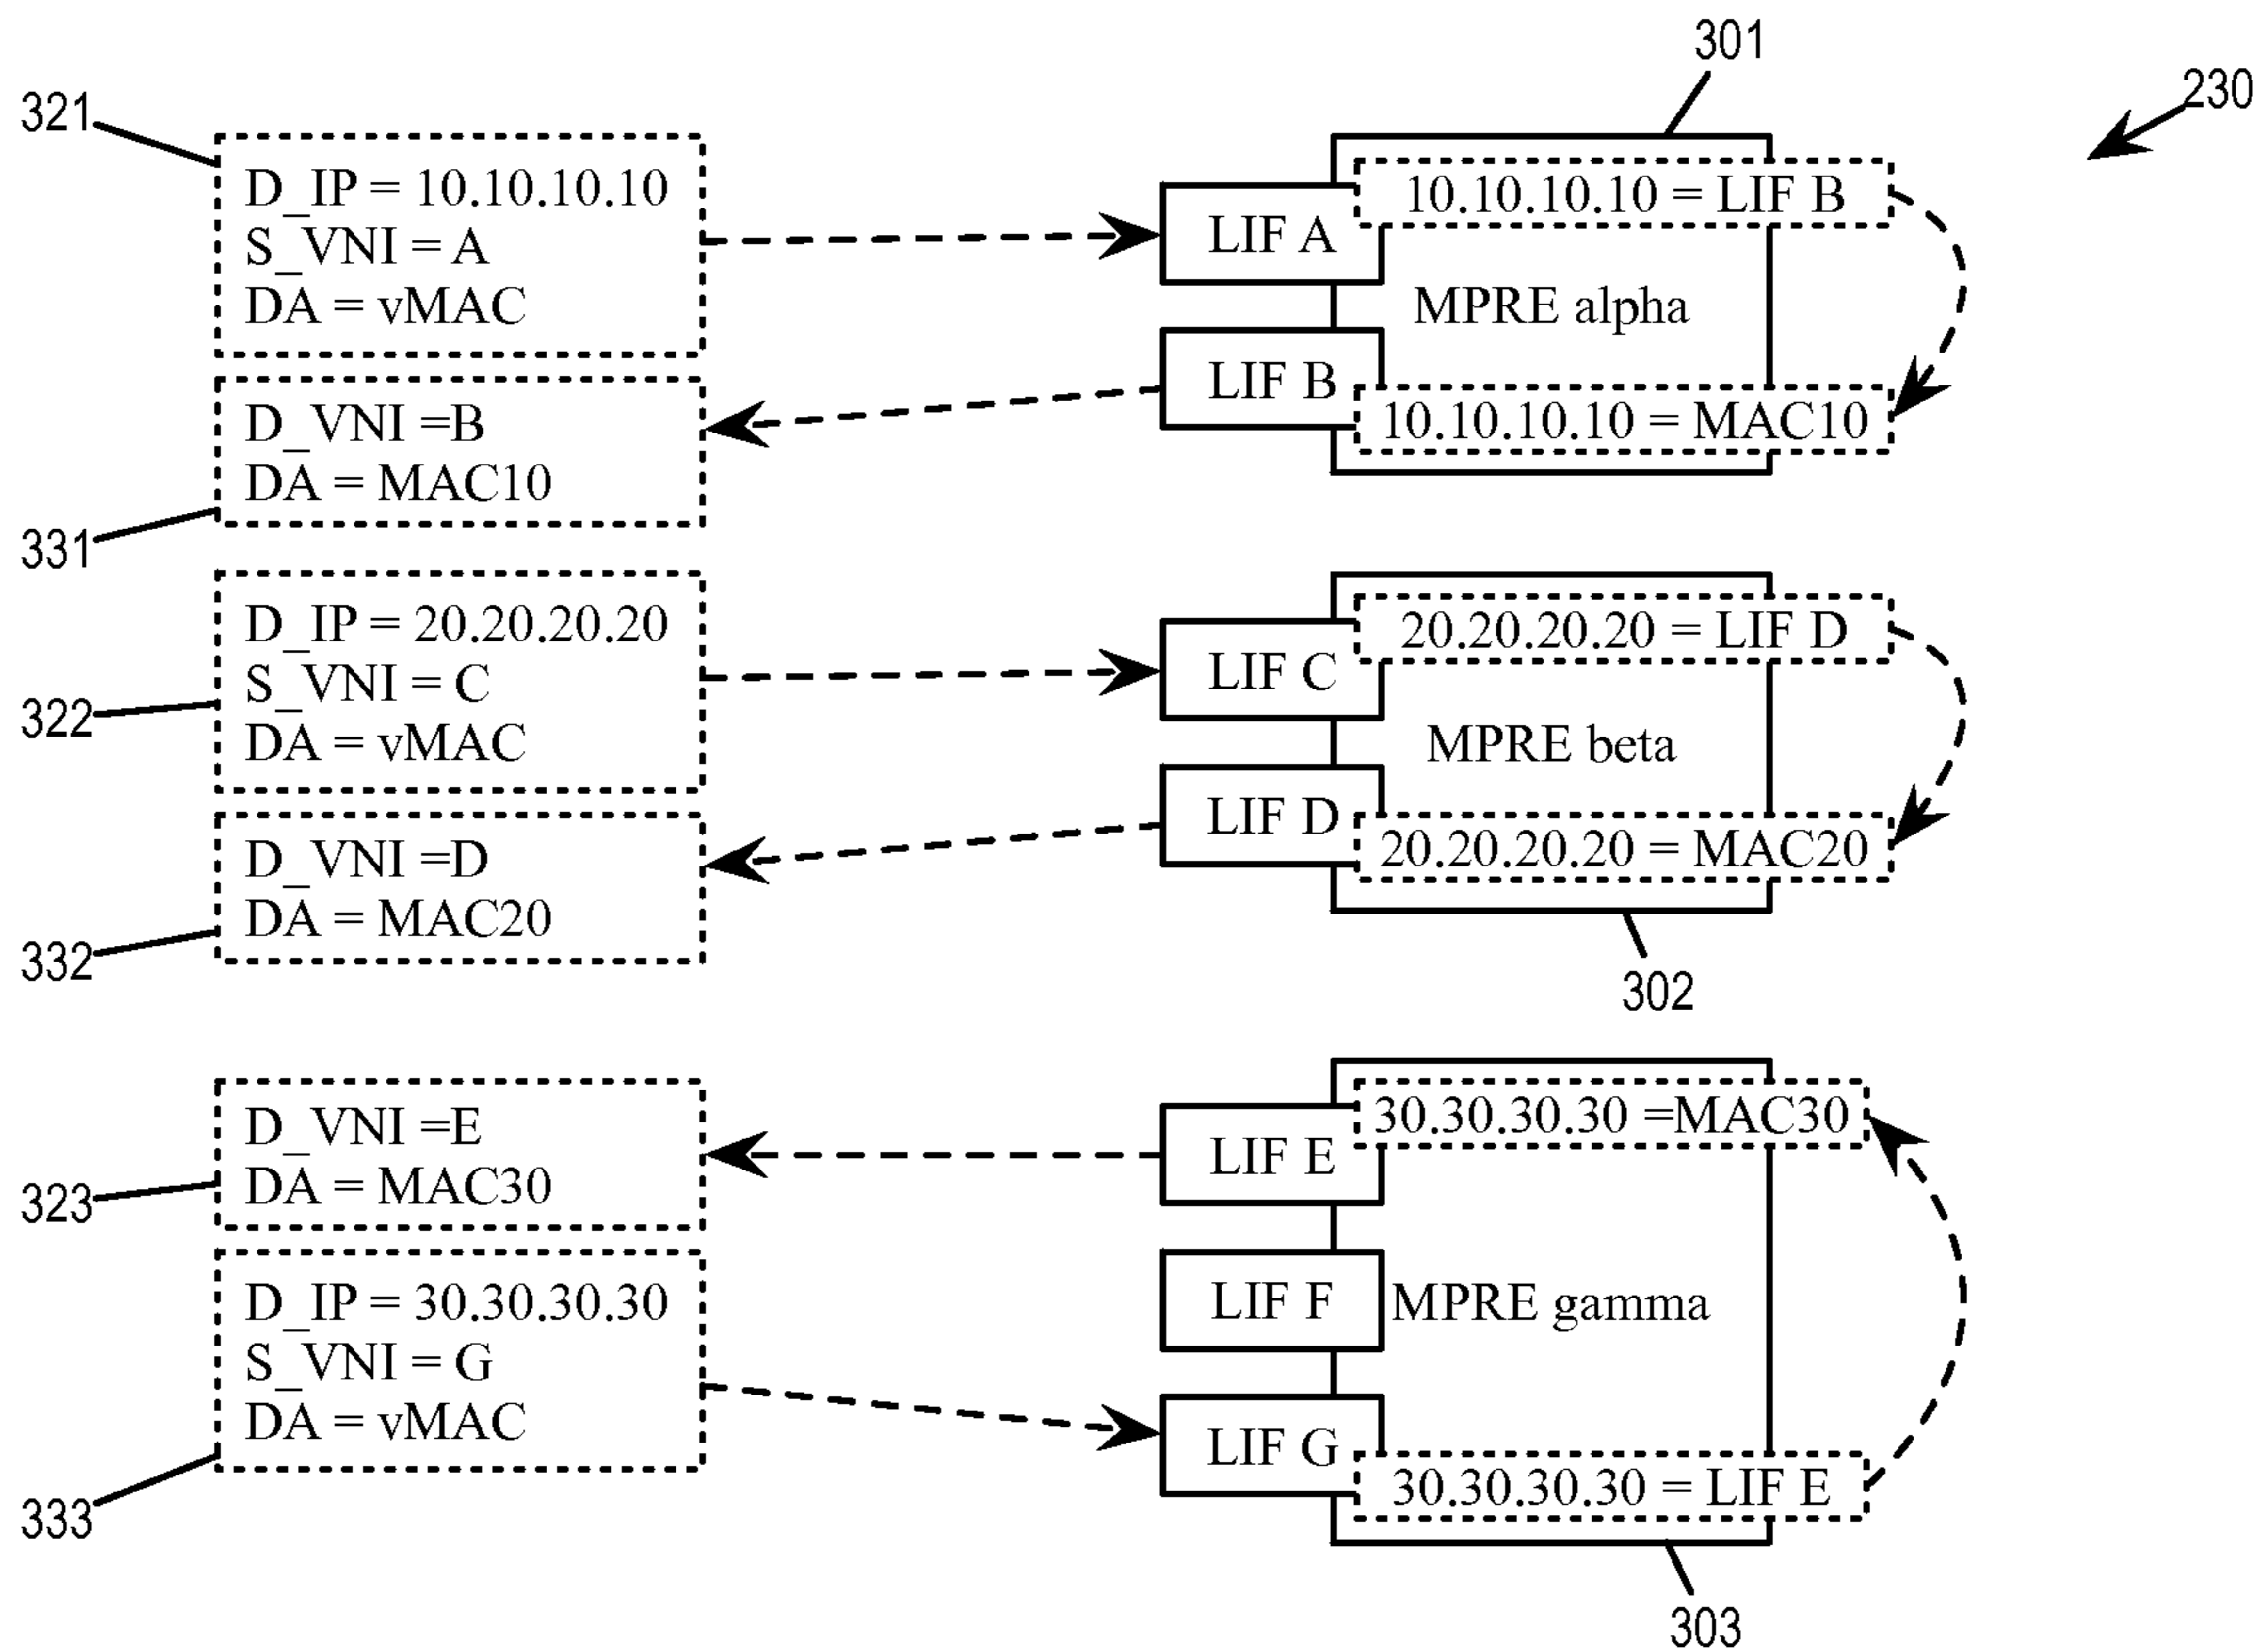 301
230
321
D_IP = 10.10.10.10
S_VNI = A
DA = vMAC
LIF A
10.10.10.10 = LIF B
MPRE alpha
LIF B
10.10.10.10 = MAC10
D_VNI =B
DA = MAC10
331
D_IP = 20.20.20.20
S_VNI = C
DA = vMAC
322
LIF C
20.20.20.20 = LIF D
MPRE beta
LIF D
20.20.20.20 = MAC20
D_VNI =D
DA = MAC20
332
302
D_VNI =E
DA = MAC30
323
LIF E
30.30.30.30 =MAC30
LIF F
MPRE gamma
D_IP = 30.30.30.30
S_VNI = G
DA = vMAC
333
LIF G
30.30.30.30 = LIF E
303